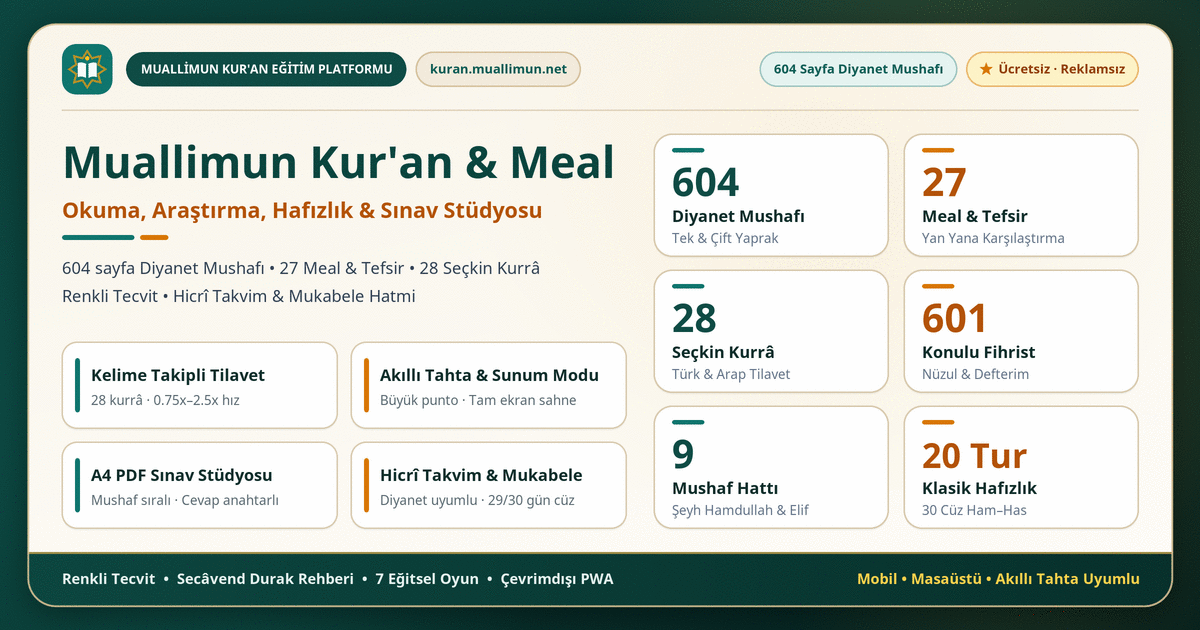 MUALLİMUN KUR'AN EĞİTİM PLATFORMU
kuran.muallimun.net
604 Sayfa Diyanet Mushafı
★ Ücretsiz · Reklamsız
Muallimun Kur'an & Meal
Okuma, Araştırma, Hafızlık & Sınav Stüdyosu
604 sayfa Diyanet Mushafı • 27 Meal & Tefsir • 28 Seçkin Kurrâ
Renkli Tecvit • Hicrî Takvim & Mukabele Hatmi
Kelime Takipli Tilavet
28 kurrâ · 0.75x–2.5x hız
Akıllı Tahta & Sunum Modu
Büyük punto · Tam ekran sahne
A4 PDF Sınav Stüdyosu
Mushaf sıralı · Cevap anahtarlı
Hicrî Takvim & Mukabele
Diyanet uyumlu · 29/30 gün cüz
604
Diyanet Mushafı
Tek & Çift Yaprak
27
Meal & Tefsir
Yan Yana Karşılaştırma
28
Seçkin Kurrâ
Türk & Arap Tilavet
601
Konulu Fihrist
Nüzul & Defterim
9
Mushaf Hattı
Şeyh Hamdullah & Elif
20 Tur
Klasik Hafızlık
30 Cüz Ham–Has
Renkli Tecvit • Secâvend Durak Rehberi • 7 Eğitsel Oyun • Çevrimdışı PWA
Mobil • Masaüstü • Akıllı Tahta Uyumlu